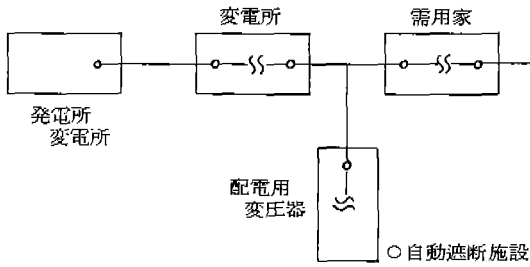 変電所
需用家
発電所
変電所
配電用
変圧器
○自動遮断施設